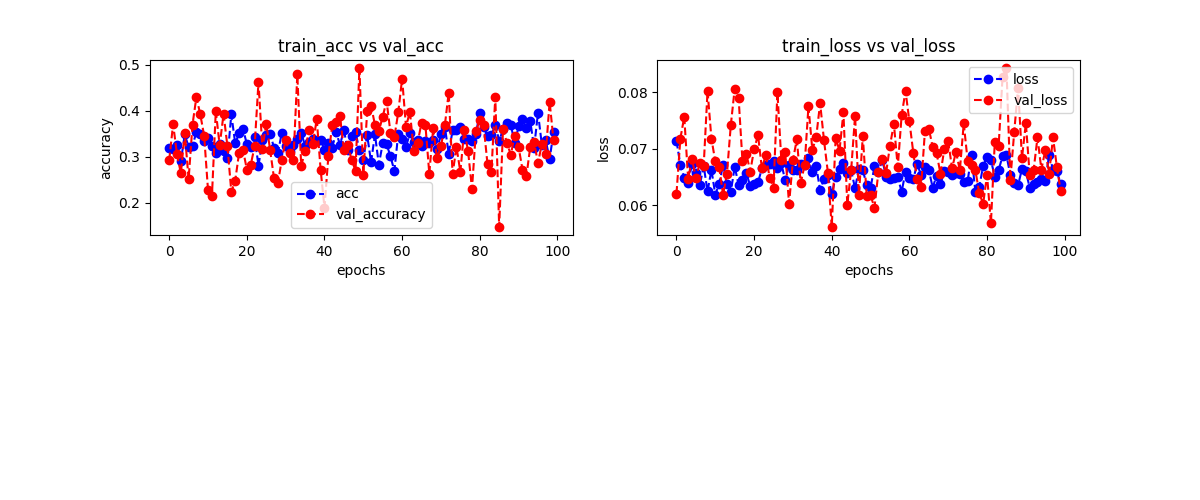 train_acc vs val_acc
accuracy
0.5
0.4
0.3
0.2
acc
val_accuracy
0 20 40 60 80 100
epochs
train_loss vs val_loss
loss
0.08
0.07
0.06
loss
val_loss
0 20 40 60 80 100
epochs